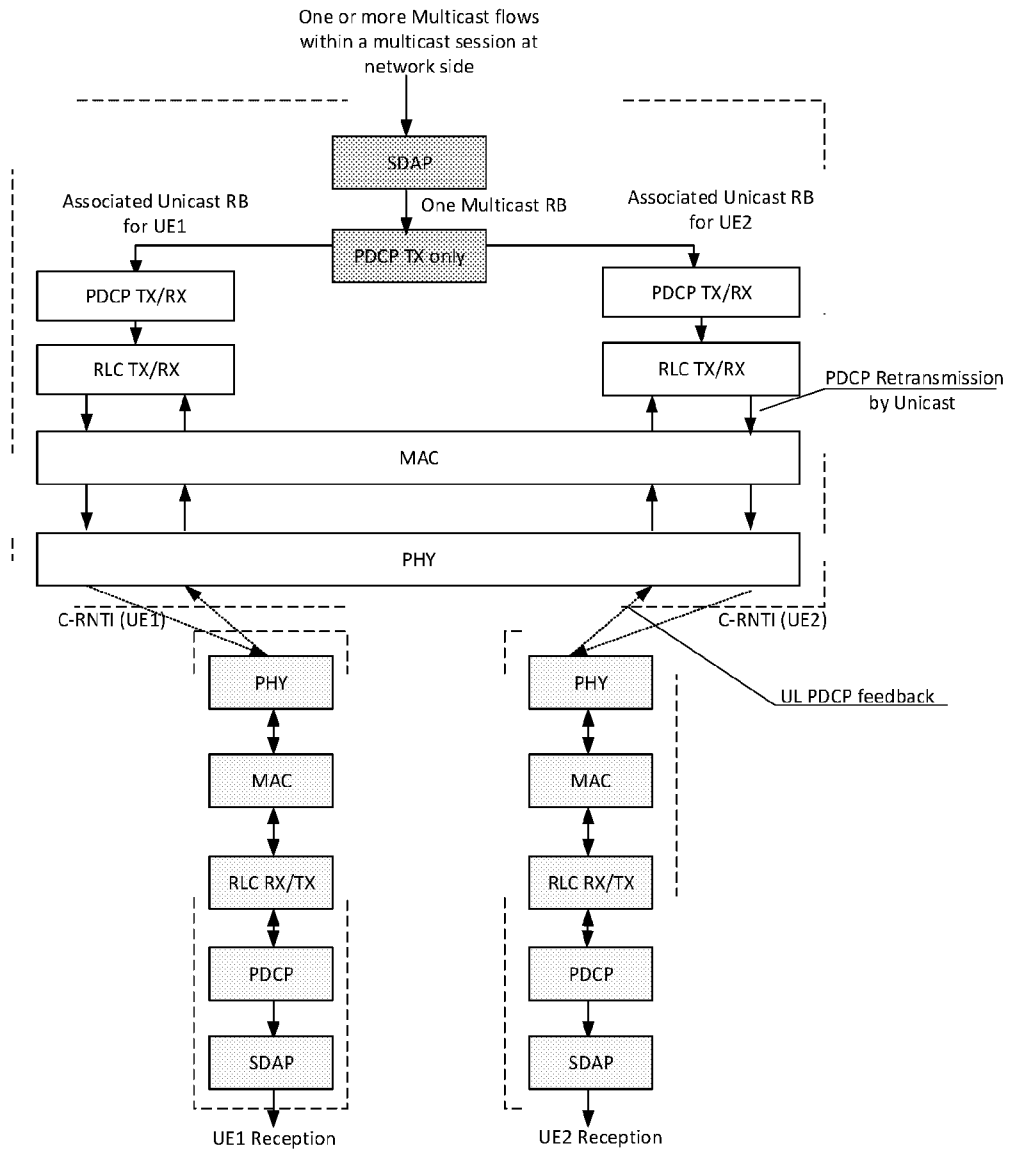 One or more Multicast flows
within a multicast session at
network side
SDAP
Associated Unicast RB
for UE1
One Multicast RB
Associated Unicast RB
for UE2
PDCP TX only
PDCP TX/RX
PDCP TX/RX
RLC TX/RX
RLC TX/RX
PDCP Retransmission
by Unicast
MAC
PHY
C-RNTI (UE1)
C-RNTI (UE2)
PHY
PHY
UL PDCP feedback
MAC
MAC
RLC RX/TX
RLC RX/TX
PDCP
PDCP
SDAP
SDAP
UE1 Reception
UE2 Reception